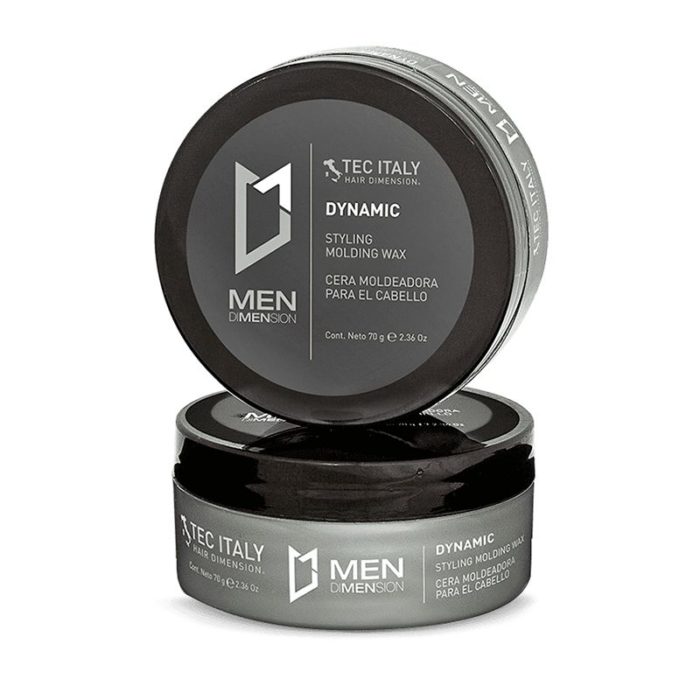 TEC ITALY
HAIR DIMENSION®
DYNAMIC
STYLING
MOLDING WAX
CERA MOLDEADORA
PARA EL CABELLO
Cont. Neto 70 g ℮ 2.36 Oz
MEN
DIMENSION
TEC ITALY MEN
DIMENSION
TEC ITALY
HAIR DIMENSION®
Cont. Neto 70 g ℮ 2.36 Oz
MEN
DIMENSION
DYNAMIC
STYLING MOLDING WAX
CERA MOLDEADORA
PARA EL CABELLO